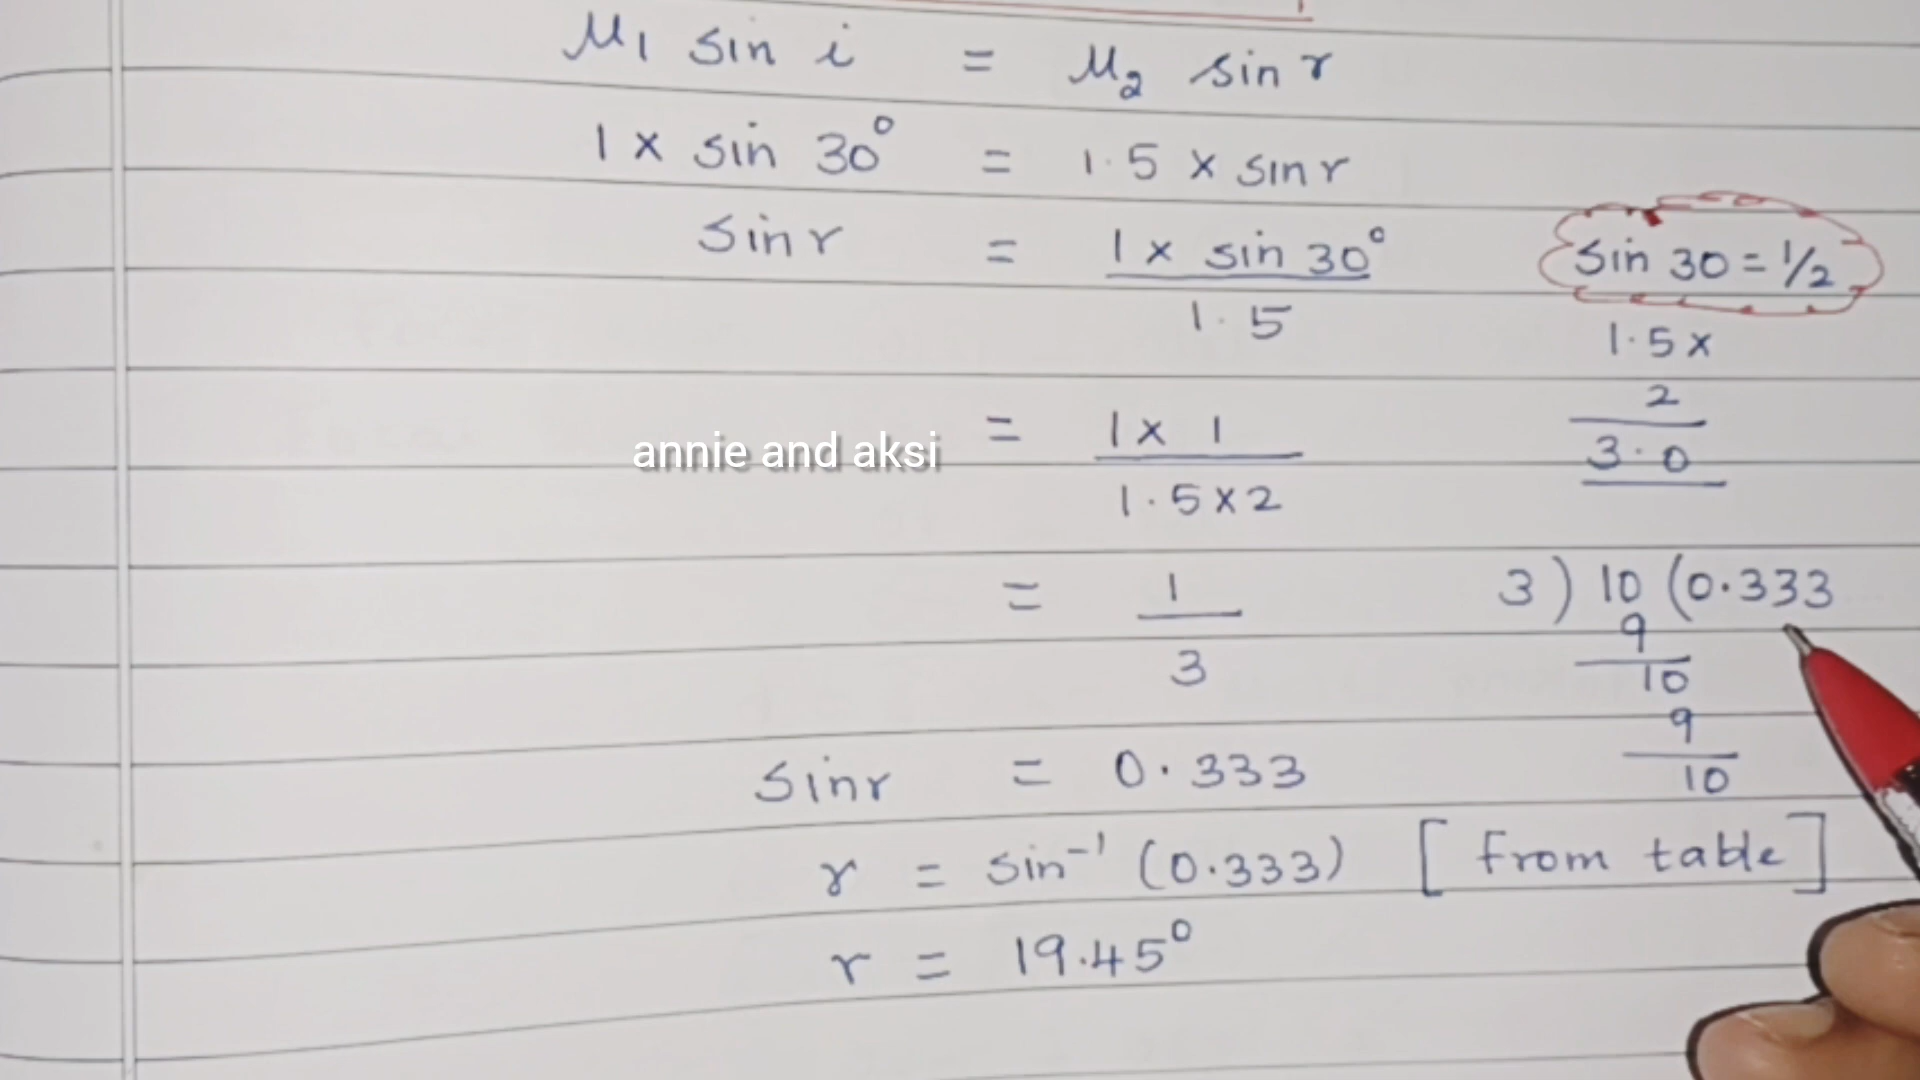 μ₁ sin i = μ₂ sin r
1 x sin 30° = 1.5 x sin r
sin r = 1 x sin 30° / 1.5
sin 30 = 1/2
1.5 x
2
3.0
= 1 x 1 / 1.5 x 2
annie and aksi
= 1 / 3
3 ) 10 ( 0.333
9
10
9
10
sin r = 0.333
r = sin⁻¹ (0.333) [ from table ]
r = 19.45°